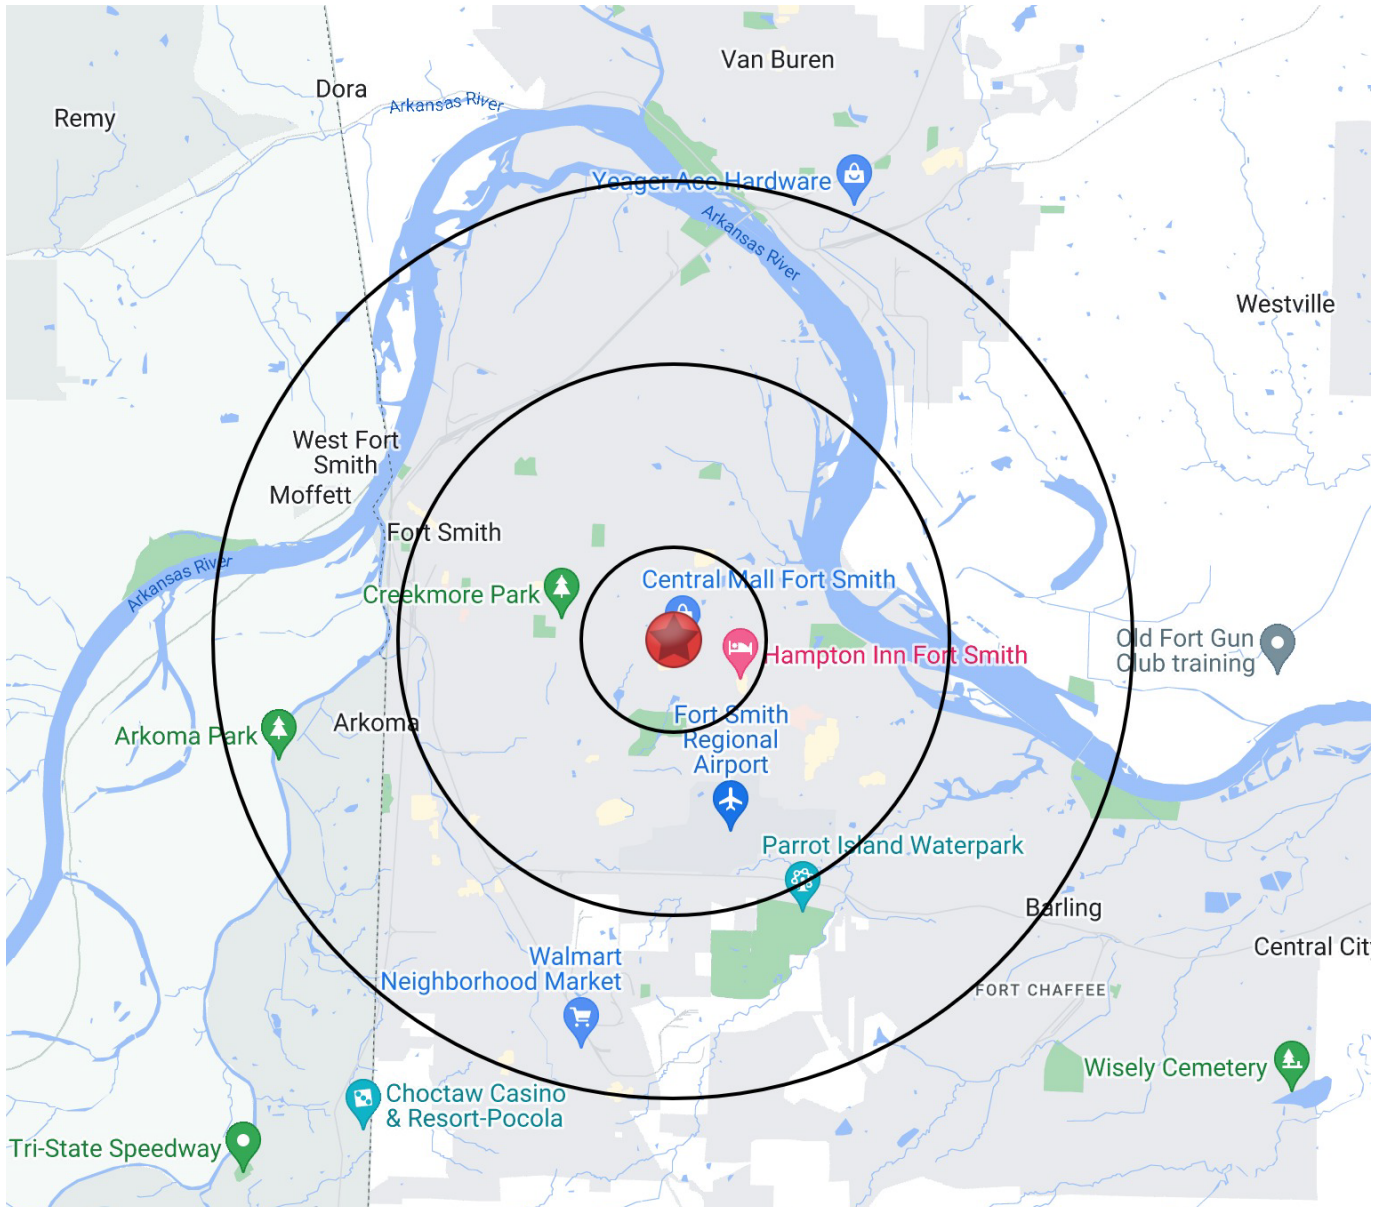 Van Buren
Dora
Arkansas River
Remy
Yeager Ace Hardware
Arkansas River
Westville
West Fort
Smith
Moffett
Fort Smith
Arkansas River
Central Mall Fort Smith
Creekmore Park
Old Fort Gun
Club training
Hampton Inn Fort Smith
Arkoma
Arkoma Park
Fort Smith
Regional
Airport
Parrot Island Waterpark
Barling
Central Cit
Walmart
Neighborhood Market
FORT CHAFFEE
Wisely Cemetery
Choctaw Casino
& Resort-Pocola
Tri-State Speedway